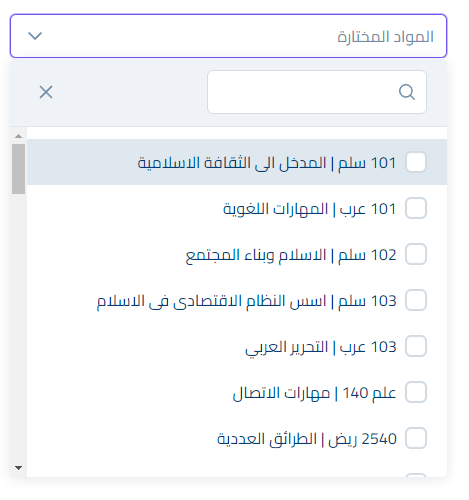 المواد المختارة
101 سلم | المدخل الى الثقافة الاسلامية
101 عرب | المهارات اللغوية
102 سلم | الاسلام وبناء المجتمع
103 سلم | اسس النظام الاقتصادى فى الاسلام
103 عرب | التحرير العربي
علم 140 | مهارات الاتصال
2540 ريض | الطرائق العددية